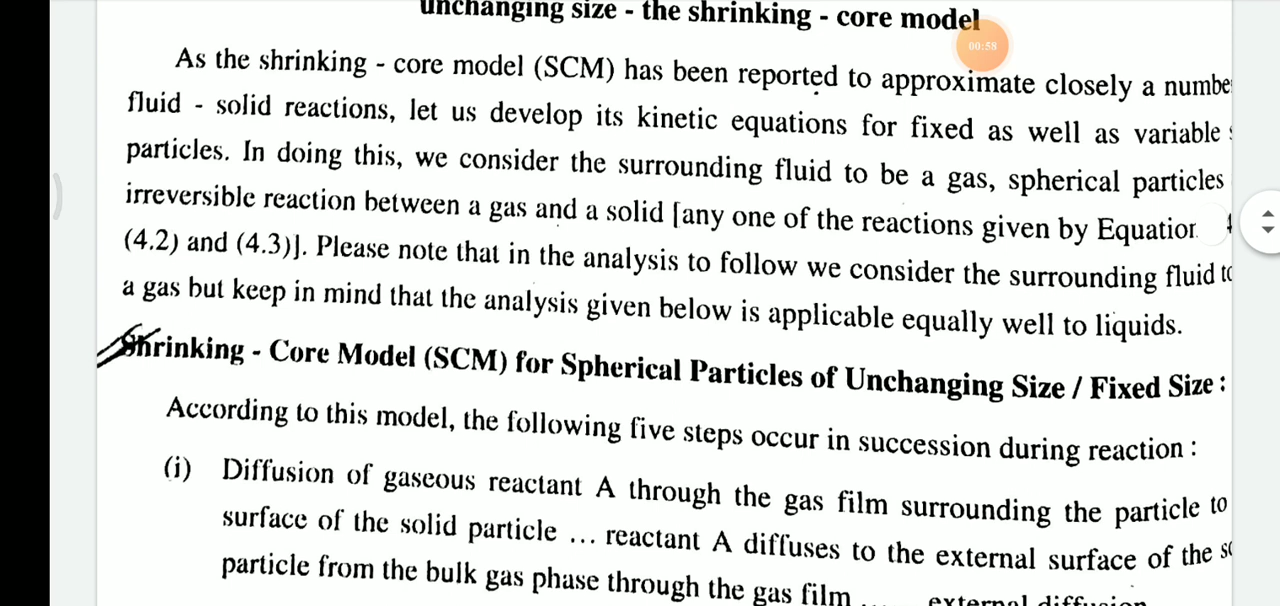 unchanging size - the shrinking - core model
00:58
As the shrinking - core model (SCM) has been reported to approximate closely a
fluid - solid reactions, let us develop its kinetic equations for fixed as well as variable
particles. In doing this, we consider the surrounding fluid to be a gas, spherical particles
irreversible reaction between a gas and a solid [any one of the reactions given by
(4.2) and (4.3)]. Please note that in the analysis to follow we consider the surrounding fluid
a gas but keep in mind that the analysis given below is applicable equally well to liquids.
Shrinking - Core Model (SCM) for Spherical Particles of Unchanging Size / Fixed Size :
According to this model, the following five steps occur in succession during reaction :
(i) Diffusion of gaseous reactant A through the gas film surrounding the particle to
surface of the solid particle ... reactant A diffuses to the external surface of the
particle from the bulk gas phase through the gas film ... external diffusion